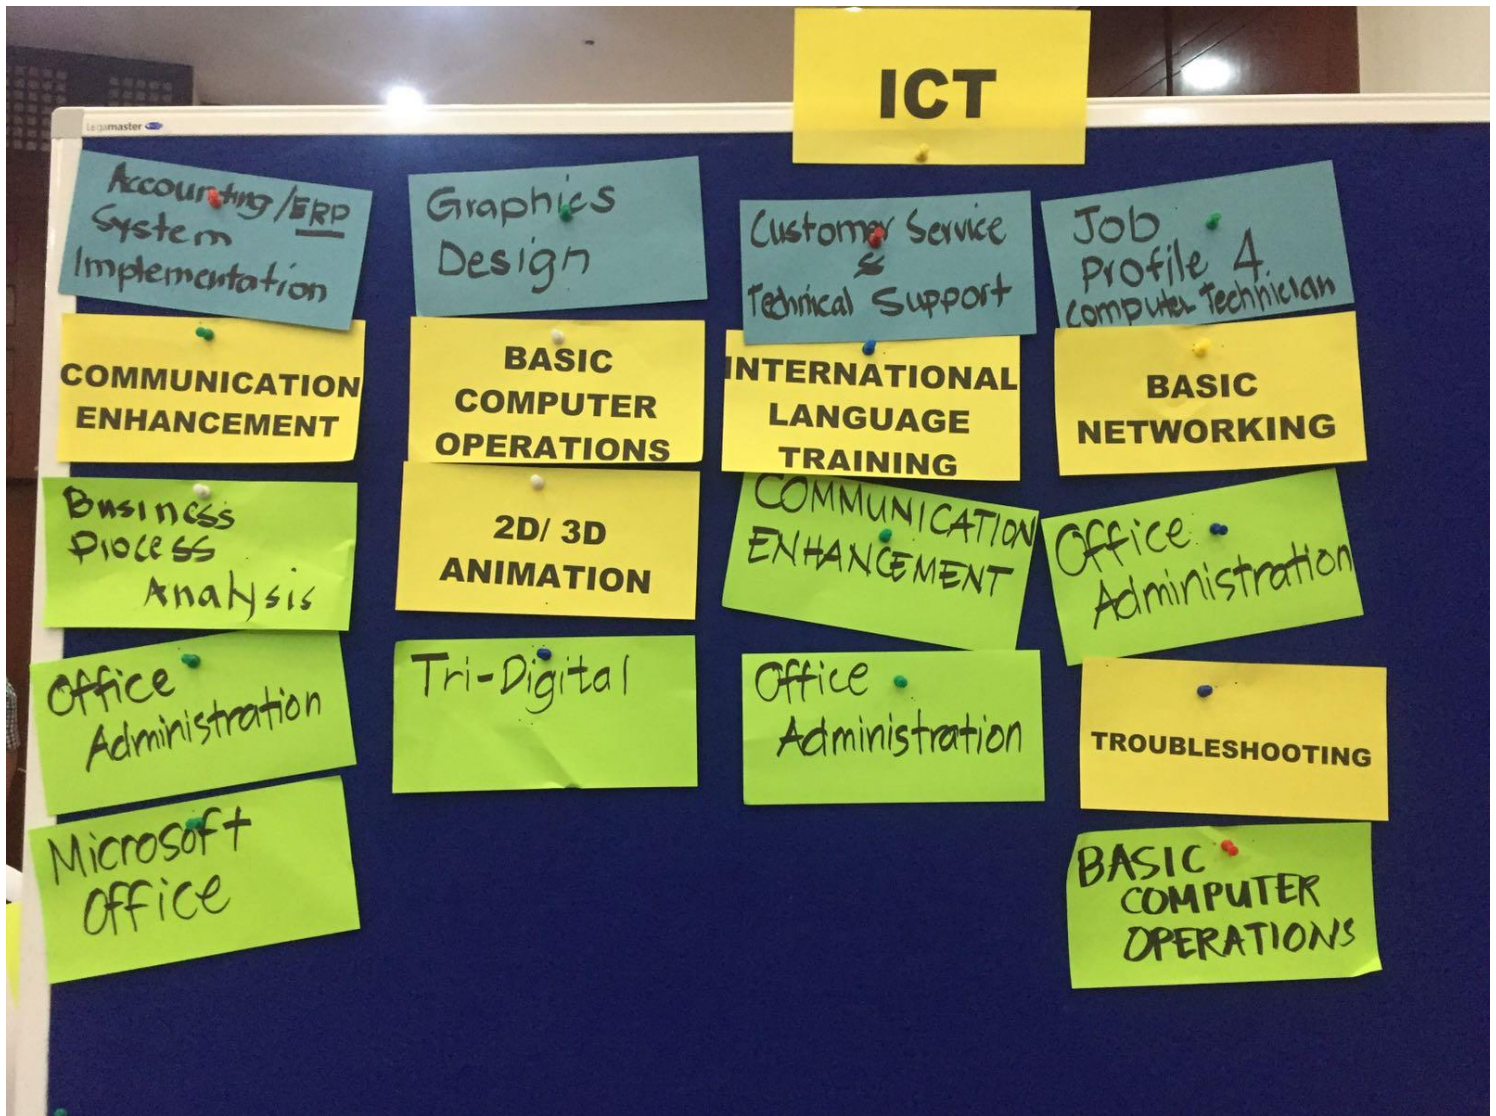 ICT
Legamaster
Accounting/ERP
System
Implementation
COMMUNICATION
ENHANCEMENT
Business
Process
Analysis
Office
Administration
Microsoft
Office
Graphics
Design
BASIC
COMPUTER
OPERATIONS
2D/ 3D
ANIMATION
Tri-Digital
Customer Service
&
Technical Support
INTERNATIONAL
LANGUAGE
TRAINING
COMMUNICATION
ENHANCEMENT
Office
Administration
Job
Profile 4
Computer Technician
BASIC
NETWORKING
Office
Administration
TROUBLESHOOTING
BASIC
COMPUTER
OPERATIONS